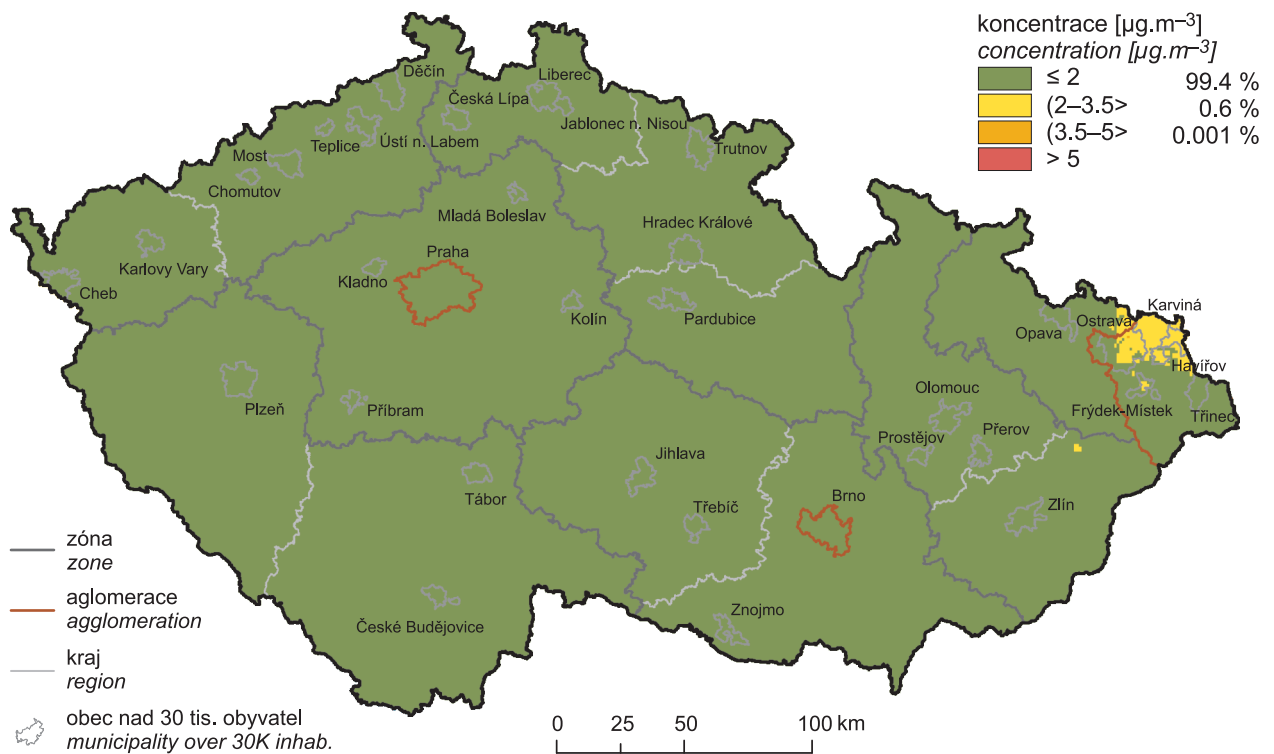 koncentrace [µg.m–3]
concentration [µg.m–3]
≤ 2 99.4 %
(2–3.5> 0.6 %
(3.5–5> 0.001 %
> 5
Děčín
Liberec
Česká Lípa
Jablonec n. Nisou
Teplice
Ústí n. Labem
Trutnov
Most
Chomutov
Mladá Boleslav
Hradec Králové
Karlovy Vary
Praha
Kladno
Cheb
Kolín
Pardubice
Karviná
Ostrava
Opava
Havířov
Olomouc
Frýdek-Místek
Třinec
Plzeň
Příbram
Prostějov
Přerov
Jihlava
Tábor
Třebíč
Brno
Zlín
České Budějovice
Znojmo
zóna
zone
aglomerace
agglomeration
kraj
region
obec nad 30 tis. obyvatel
municipality over 30K inhab.
0 25 50 100 km